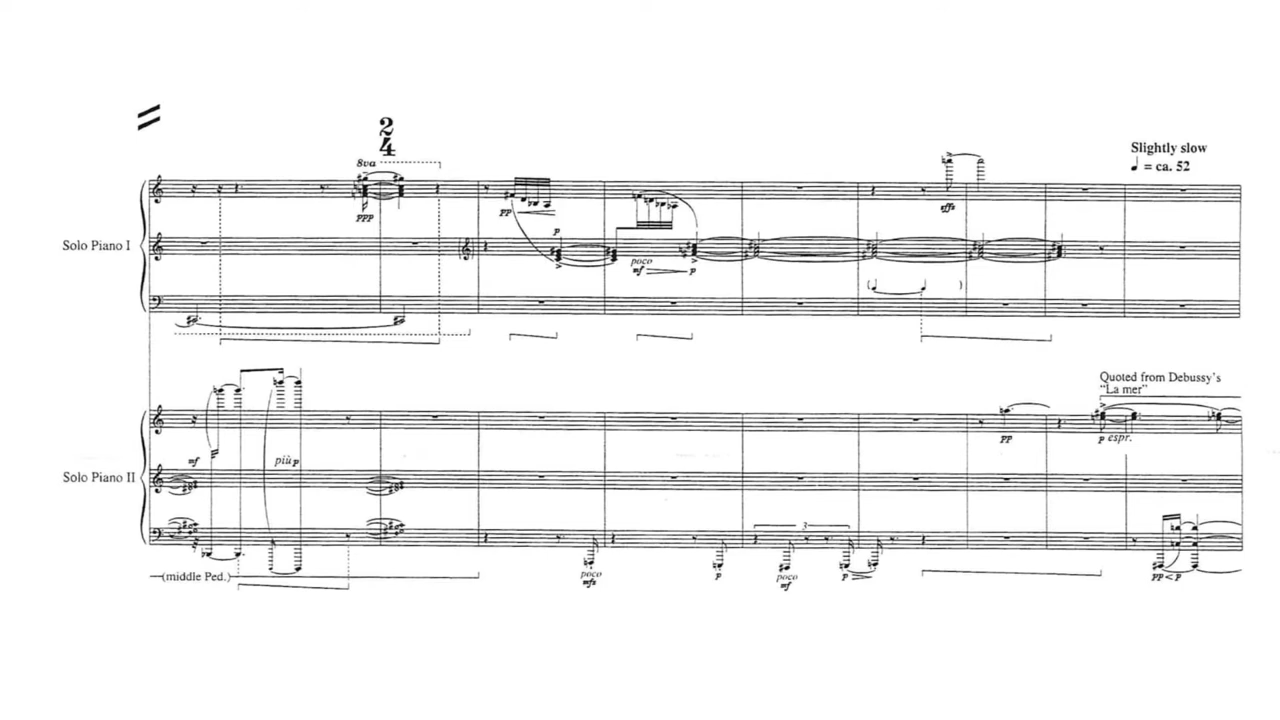 2
4
Slightly slow
♩ = ca. 52
8va
ppp
pp
p
sffz
Solo Piano I
poco
mf
p
Quoted from Debussy's
"La mer"
mf
più p
pp
p espr.
Solo Piano II
3
(middle Ped.)
poco
mfz
p
poco
mf
p
pp < p